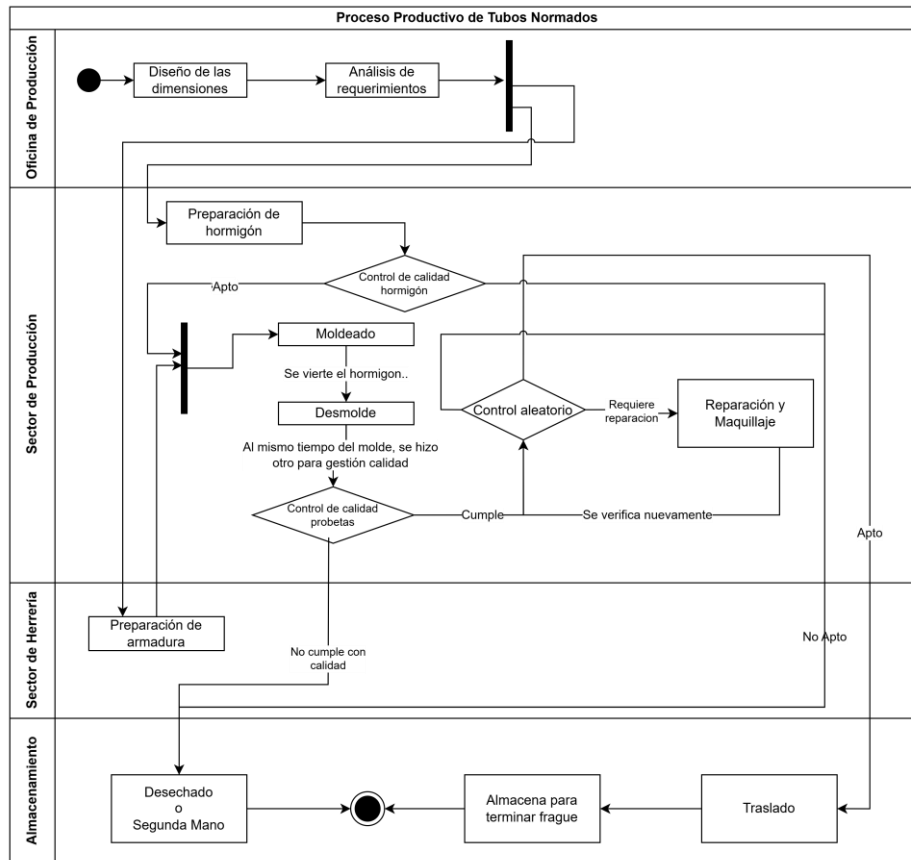 Proceso Productivo de Tubos Normados
Oficina de Producción
Diseño de las
dimensiones
Análisis de
requerimientos
Sector de Producción
Preparación de
hormigón
Control de calidad
hormigón
Apto
Moldeado
Se vierte el hormigon..
Desmolde
Al mismo tiempo del molde, se hizo
otro para gestión calidad
Control de calidad
probetas
Cumple
Control aleatorio
Requiere
reparacion
Reparación y
Maquillaje
Se verifica nuevamente
Apto
Sector de Herrería
Preparación de
armadura
No cumple con
calidad
No Apto
Almacenamiento
Desechado
o
Segunda Mano
Almacena para
terminar frague
Traslado